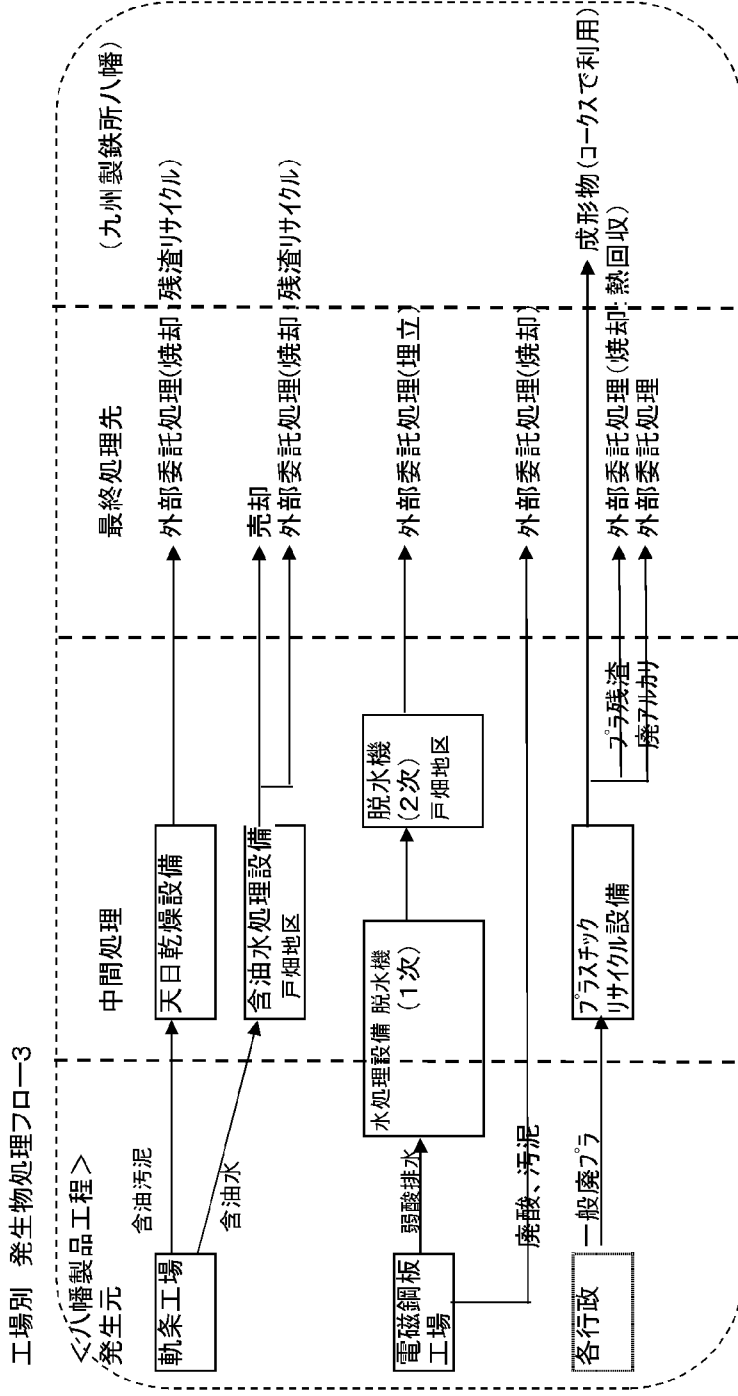 工場別 発生物処理フロー3
<八幡製品工程>
発生元
中間処理
最終処理先
(九州製鉄所八幡)
軌条工場
含油汚泥
天日乾燥設備
外部委託処理(焼却:残渣リサイクル)
含油水
含油水処理設備
戸畑地区
売却
外部委託処理(焼却:残渣リサイクル)
電磁鋼板
工場
弱酸排水
水処理設備 脱水機
(1次)
脱水機
(2次)
戸畑地区
外部委託処理(埋立)
廃酸、汚泥
外部委託処理(焼却)
各行政
一般廃プラ
プラスチック
リサイクル設備
成形物(コークスで利用)
プラ残渣
外部委託処理(焼却:熱回収)
廃アルカリ
外部委託処理